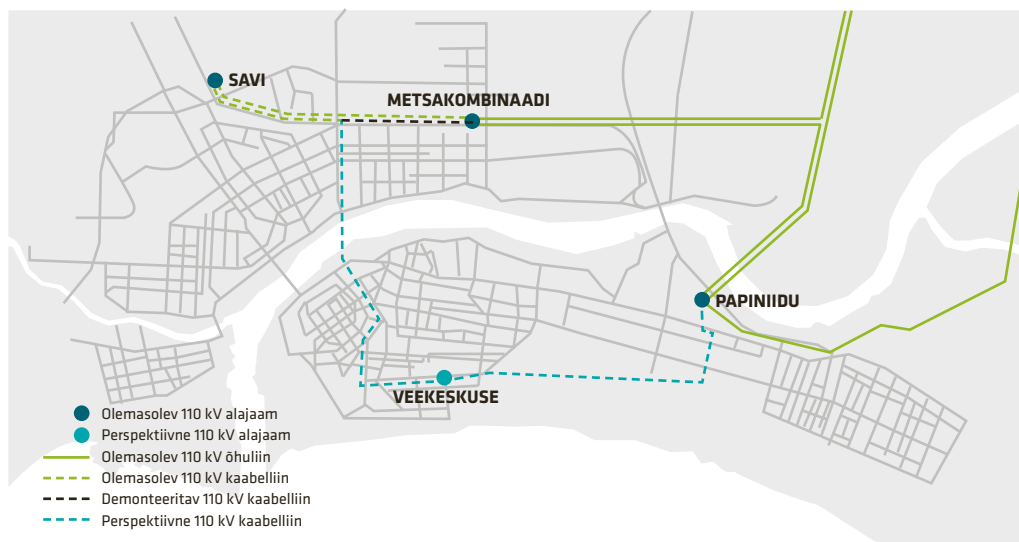 SAVI
METSAKOMBINAADI
PAPINIIDU
VEEKESKUSE
Olemasolev 110 kV alajaam
Perspektiivne 110 kV alajaam
Olemasolev 110 kV õhuliin
Olemasolev 110 kV kaabelliin
Demonteeritav 110 kV kaabelliin
Perspektiivne 110 kV kaabelliin